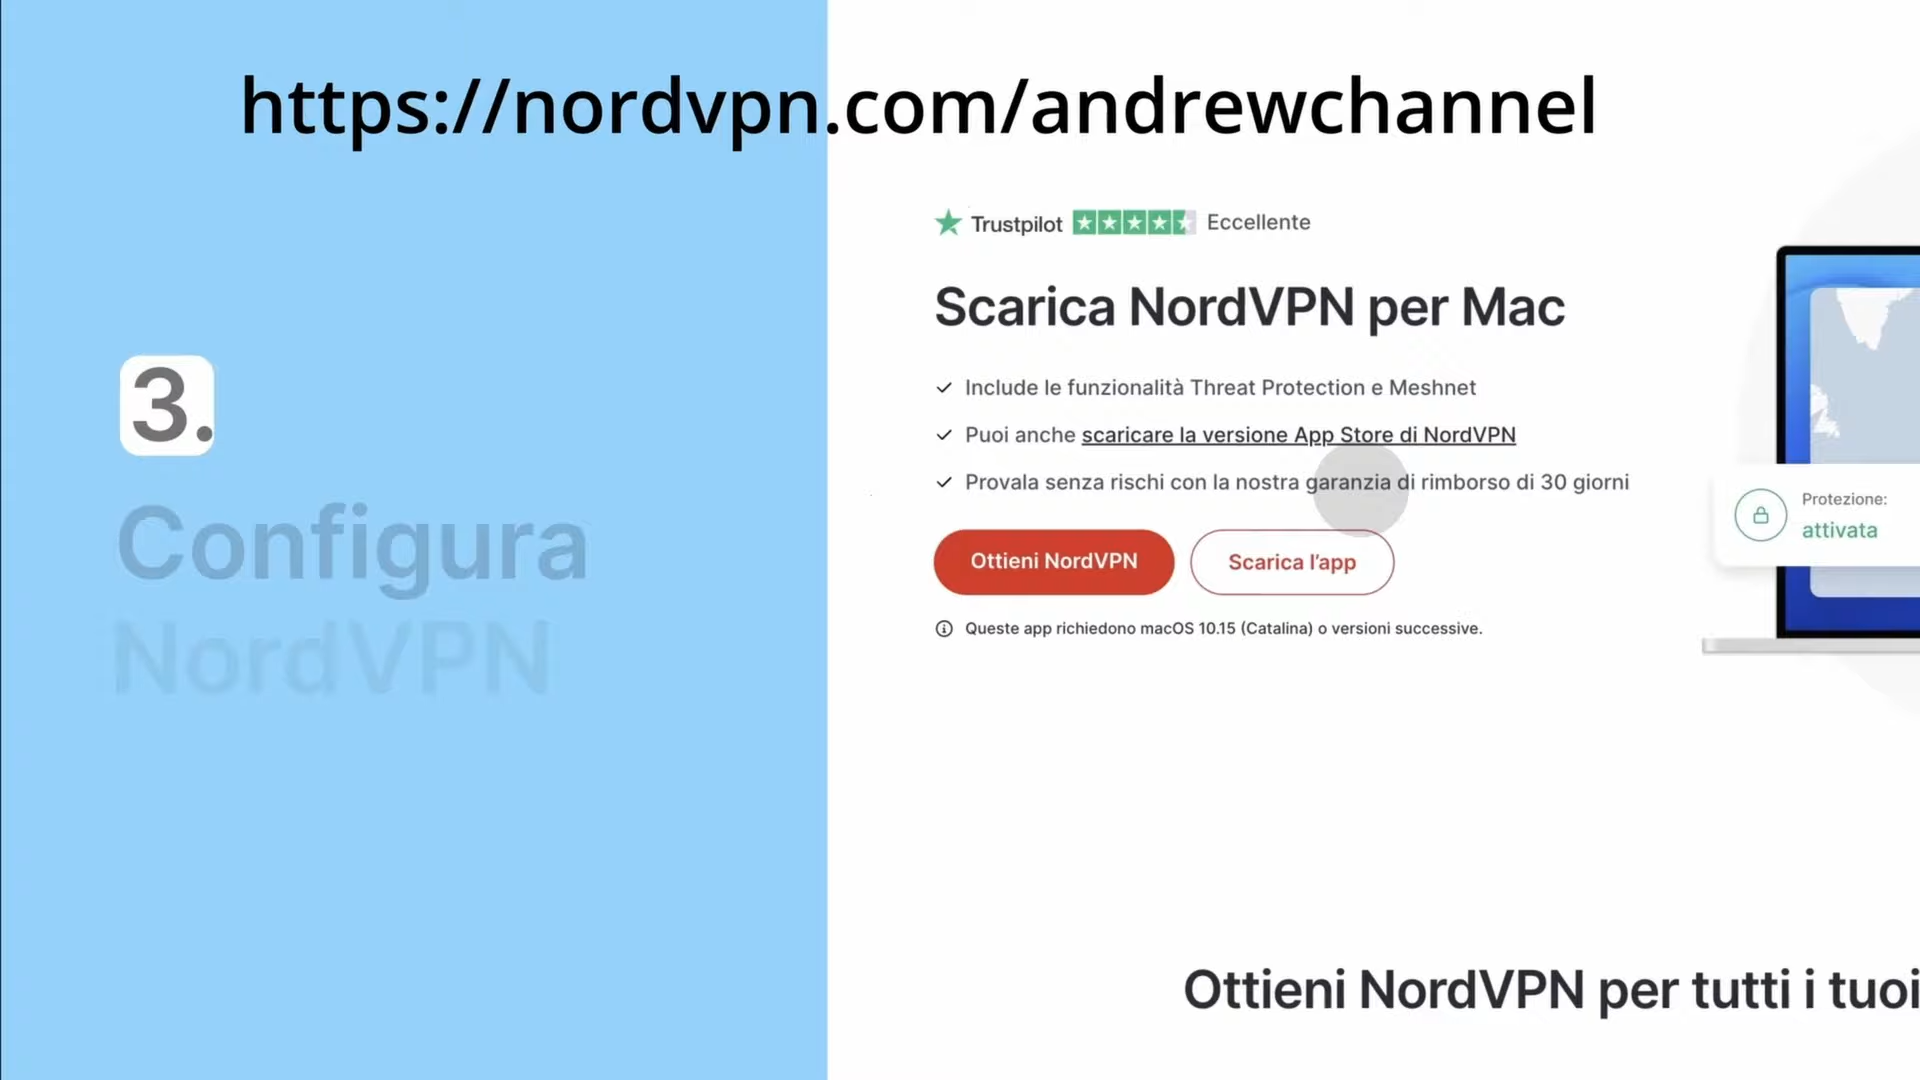 https://nordvpn.com/andrewchannel
3.
Configura
NordVPN
Trustpilot Eccellente
Scarica NordVPN per Mac
Include le funzionalità Threat Protection e Meshnet
Puoi anche scaricare la versione App Store di NordVPN
Provala senza rischi con la nostra garanzia di rimborso di 30 giorni
Ottieni NordVPN
Scarica l'app
Queste app richiedono macOS 10.15 (Catalina) o versioni successive.
Protezione:
attivata
Ottieni NordVPN per tutti i tuoi